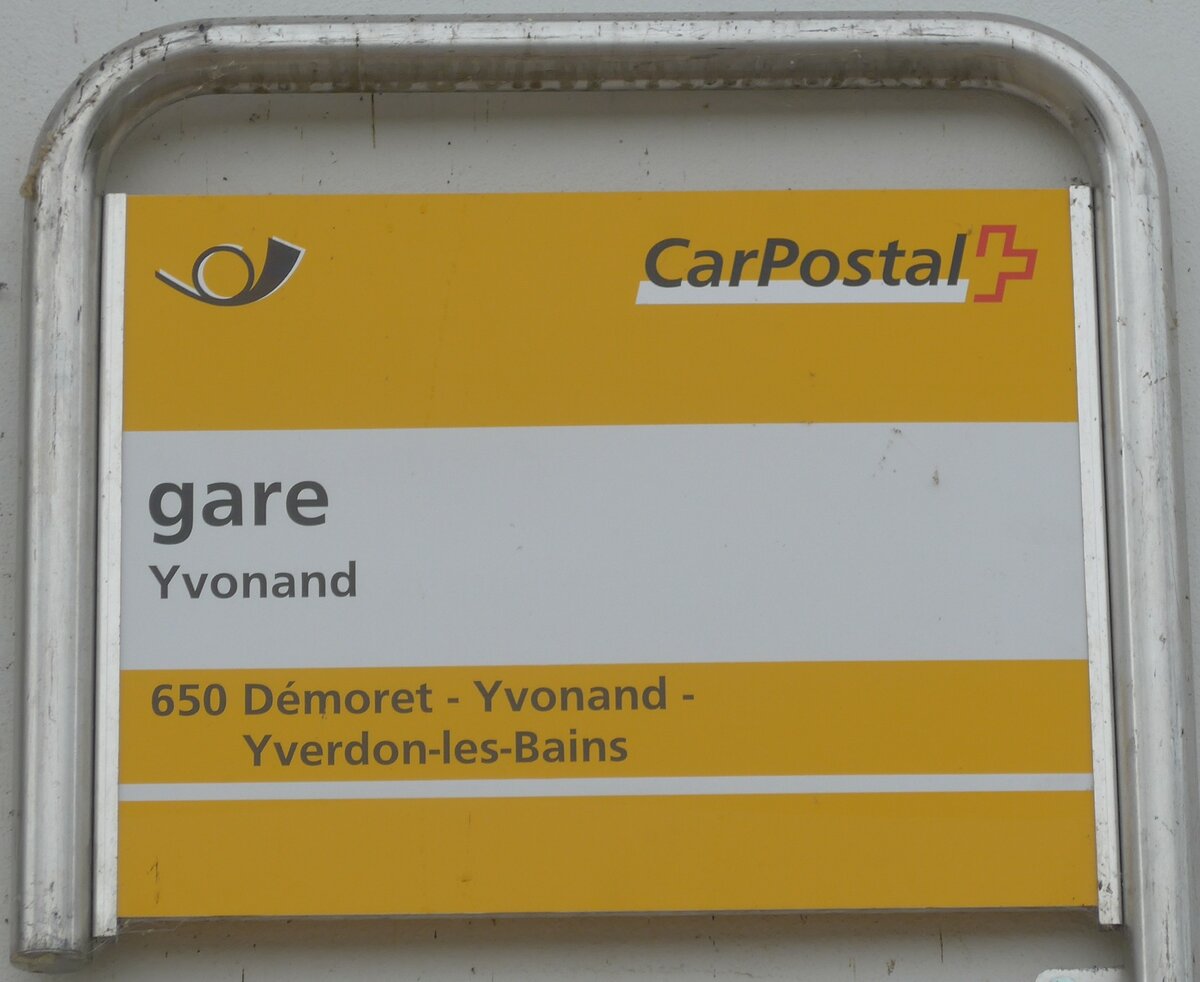 CarPostal
gare
Yvonand
650 Démoret - Yvonand -
Yverdon-les-Bains